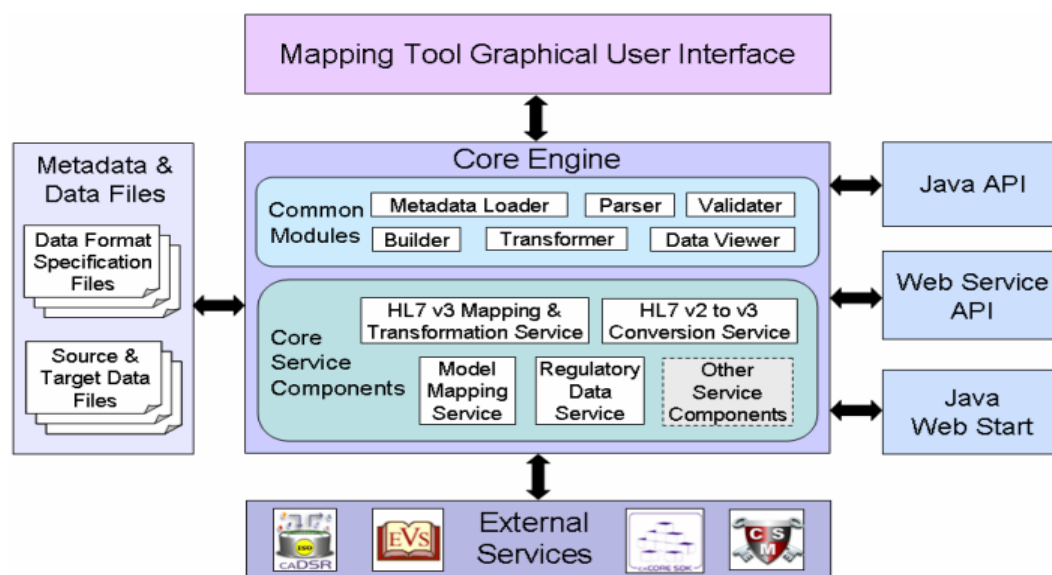 Mapping Tool Graphical User Interface
Metadata &
Data Files
Data Format
Specification
Files
Source &
Target Data
Files
Core Engine
Common
Modules
Metadata Loader
Parser
Validater
Builder
Transformer
Data Viewer
Core
Service
Components
HL7 v3 Mapping &
Transformation Service
HL7 v2 to v3
Conversion Service
Model
Mapping
Service
Regulatory
Data
Service
Other
Service
Components
Java API
Web Service
API
Java
Web Start
External
Services
ISO
caDSR
EVS
caCORE SDK
C S
M